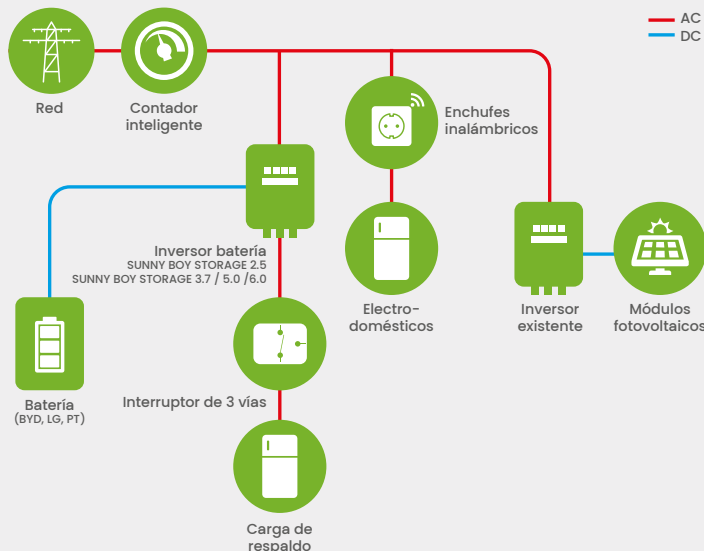 AC
DC
Red
Contador
inteligente
Enchufes
inalámbricos
Inversor batería
SUNNY BOY STORAGE 2.5
SUNNY BOY STORAGE 3.7 / 5.0 /6.0
Electro-
domésticos
Inversor
existente
Módulos
fotovoltaicos
Batería
(BYD, LG, PT)
Interruptor de 3 vías
Carga de
respaldo